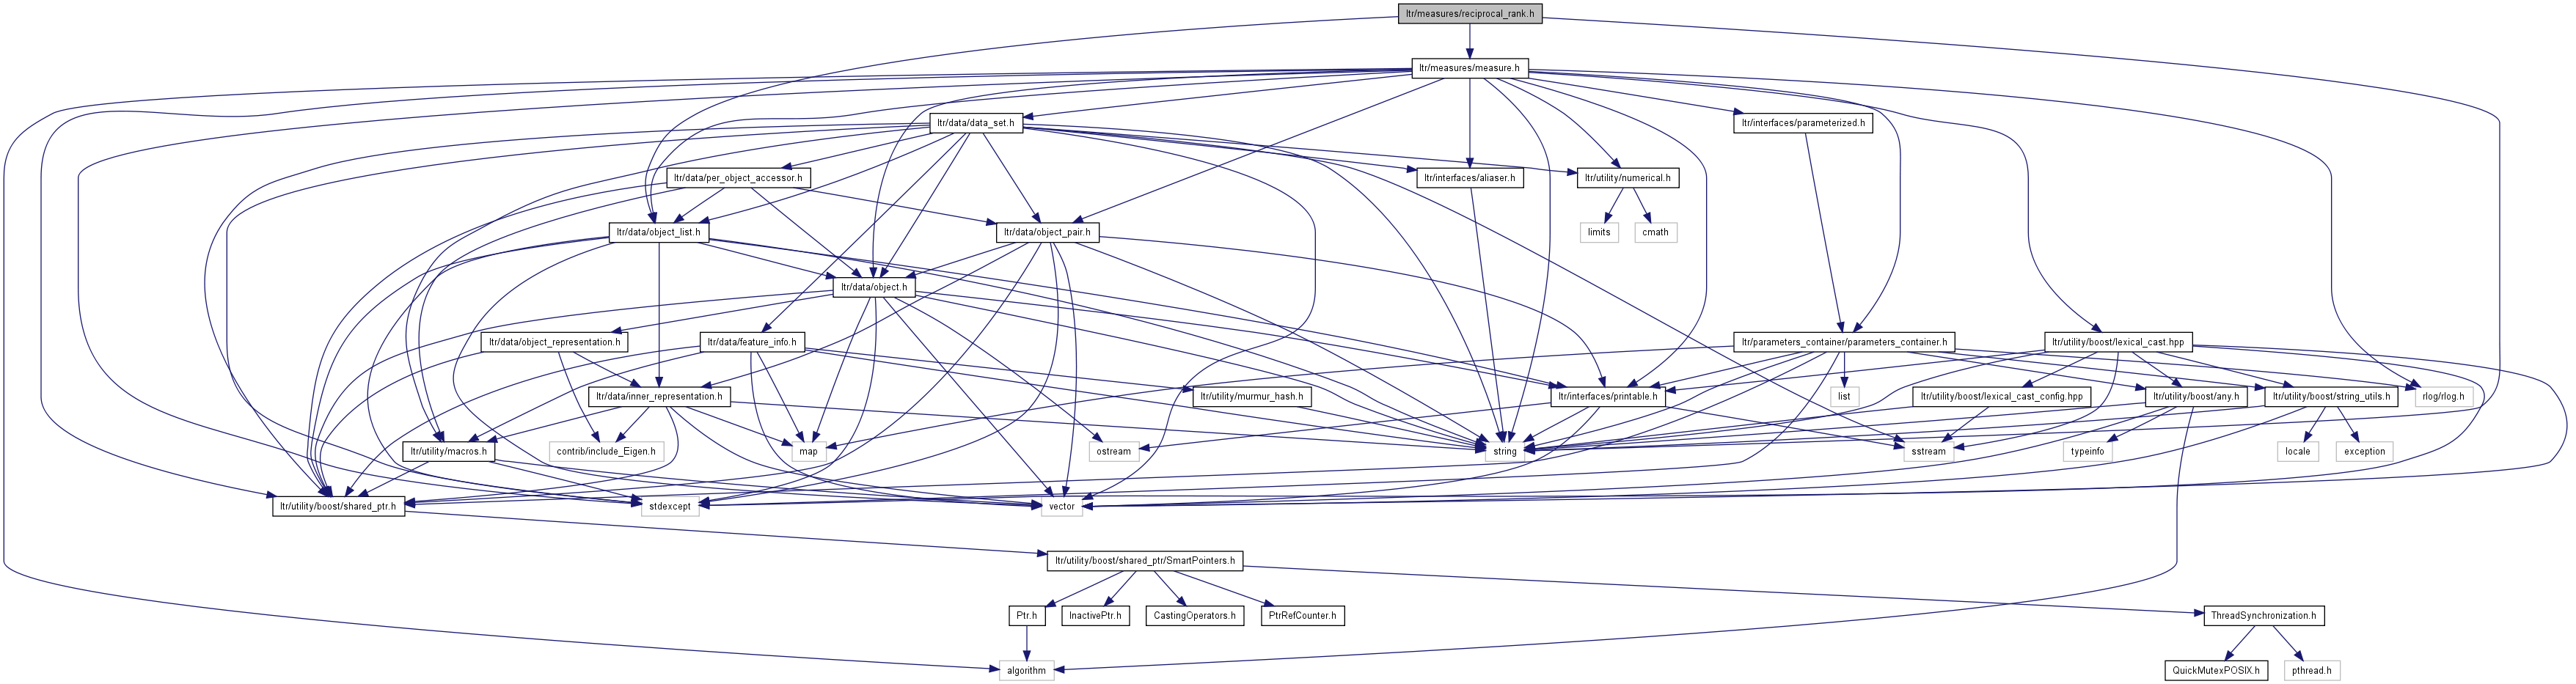 ltr/measures/reciprocal_rank.h
ltr/measures/measure.h
ltr/data/data_set.h
ltr/interfaces/parameterized.h
ltr/data/per_object_accessor.h
ltr/interfaces/aliaser.h
ltr/utility/numerical.h
ltr/data/object_list.h
ltr/data/object_pair.h
limits
cmath
ltr/data/object.h
ltr/data/object_representation.h
ltr/data/feature_info.h
ltr/parameters_container/parameters_container.h
ltr/utility/boost/lexical_cast.hpp
ltr/data/inner_representation.h
ltr/utility/murmur_hash.h
ltr/interfaces/printable.h
list
ltr/utility/boost/lexical_cast_config.hpp
ltr/utility/boost/any.h
ltr/utility/boost/string_utils.h
rlog/rlog.h
ltr/utility/macros.h
contrib/include_Eigen.h
map
ostream
string
sstream
typeinfo
locale
exception
ltr/utility/boost/shared_ptr.h
stdexcept
vector
ltr/utility/boost/shared_ptr/SmartPointers.h
Ptr.h
InactivePtr.h
CastingOperators.h
PtrRefCounter.h
ThreadSynchronization.h
algorithm
QuickMutexPOSIX.h
pthread.h